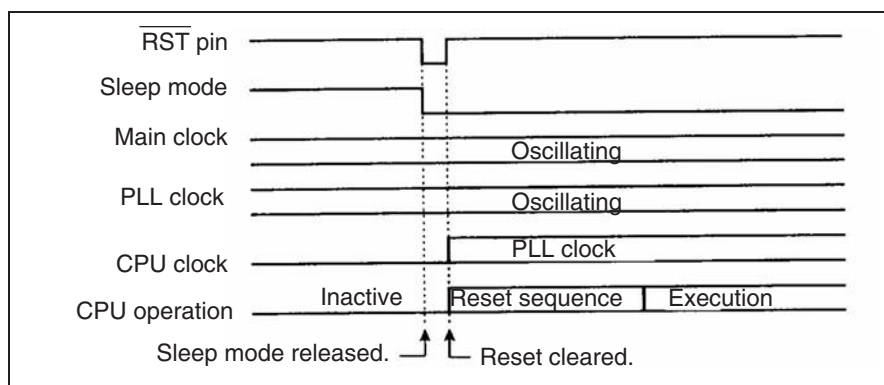 RST pin
Sleep mode
Main clock
Oscillating
PLL clock
Oscillating
CPU clock
PLL clock
CPU operation
Inactive
Reset sequence
Execution
Sleep mode released.
Reset cleared.